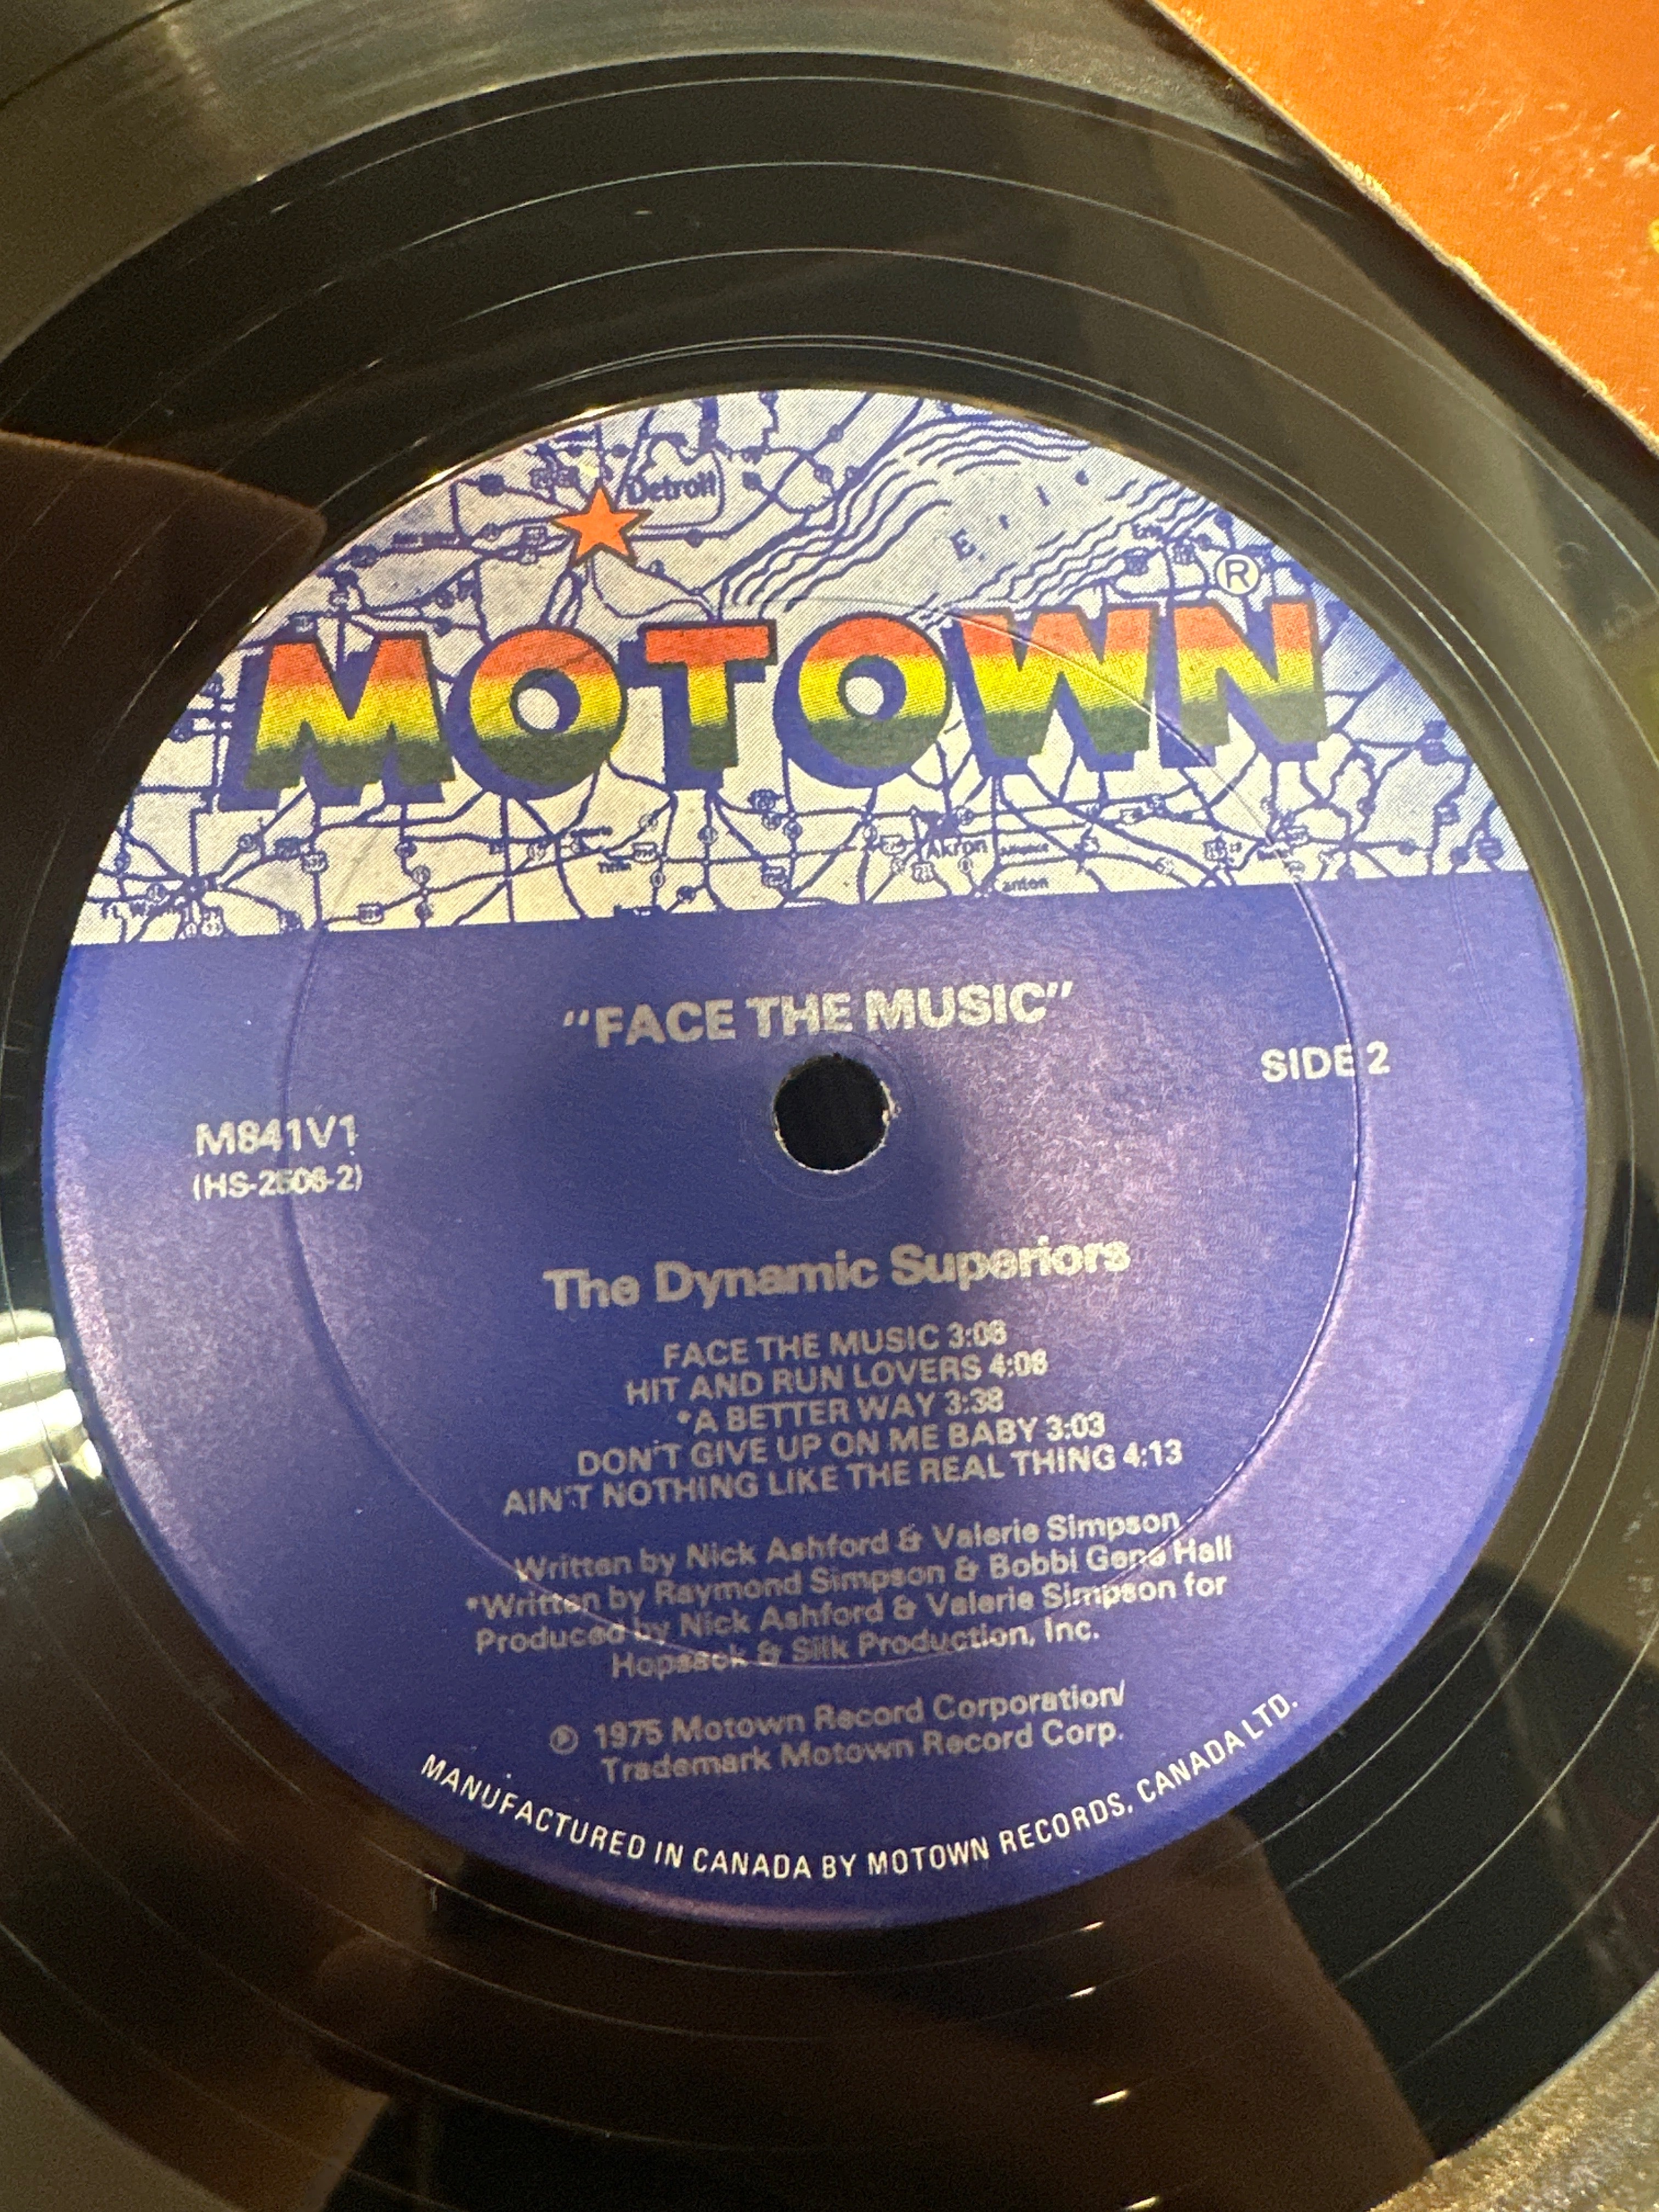 Detroit
E r i e
MOTOWN®
Akron
anton
"FACE THE MUSIC"
SIDE 2
M841V1
(HS-2506-2)
The Dynamic Superiors
FACE THE MUSIC 3:06
HIT AND RUN LOVERS 4:06
*A BETTER WAY 3:38
DON'T GIVE UP ON ME BABY 3:03
AIN'T NOTHING LIKE THE REAL THING 4:13
Written by Nick Ashford & Valerie Simpson
*Written by Raymond Simpson & Bobbi Gene Hall
Produced by Nick Ashford & Valerie Simpson for
Hopsack & Silk Production, Inc.
℗ 1975 Motown Record Corporation/
Trademark Motown Record Corp.
MANUFACTURED IN CANADA BY MOTOWN RECORDS, CANADA LTD.